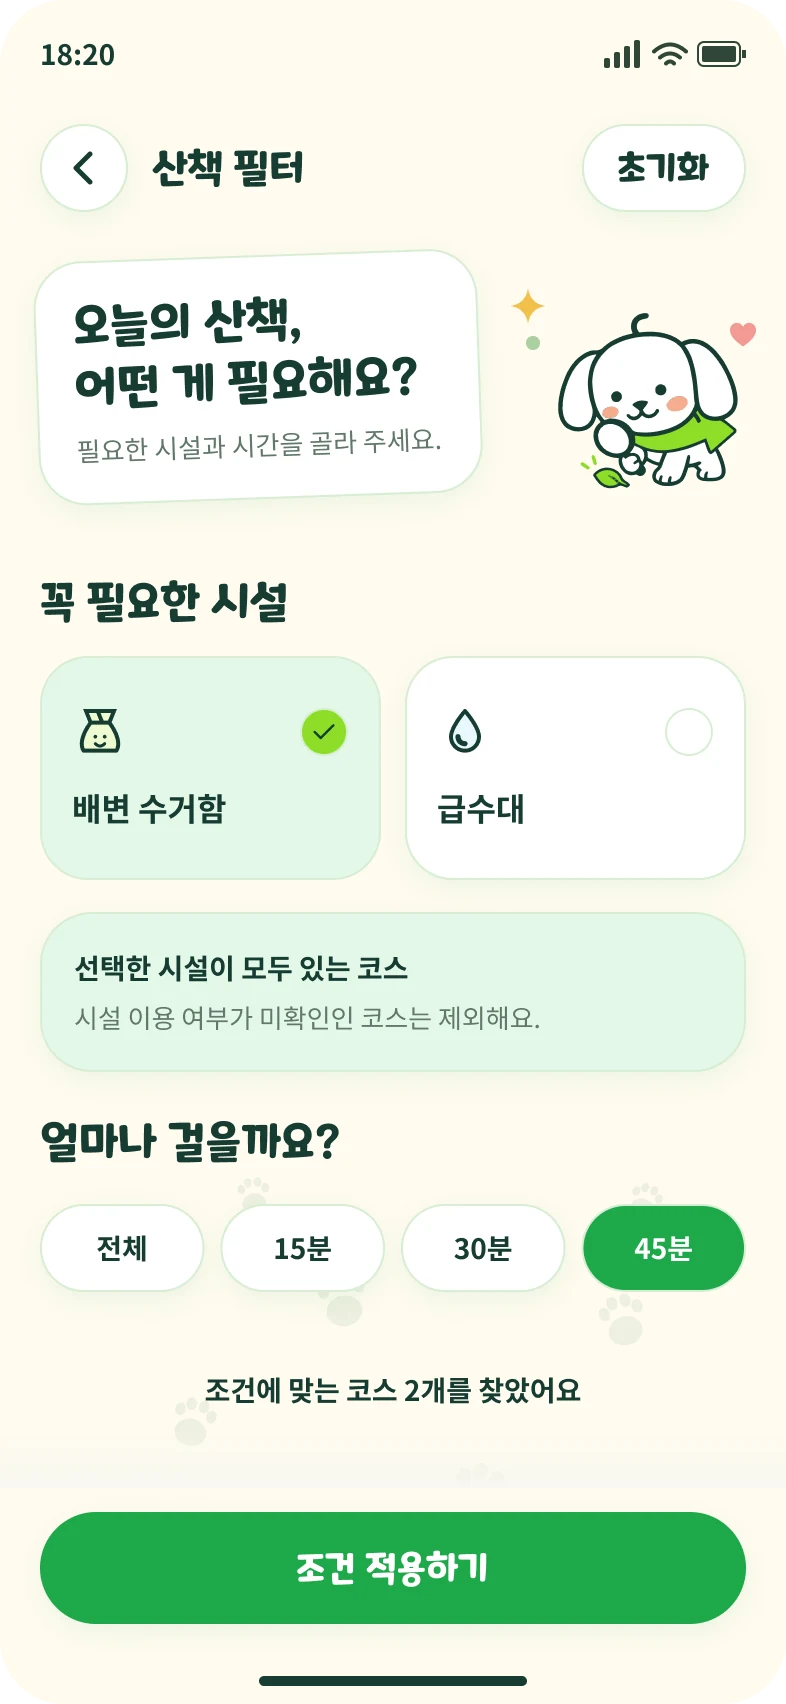 18:20
산책 필터
초기화
오늘의 산책,
어떤 게 필요해요?
필요한 시설과 시간을 골라 주세요.
꼭 필요한 시설
배변 수거함
급수대
선택한 시설이 모두 있는 코스
시설 이용 여부가 미확인인 코스는 제외해요.
얼마나 걸을까요?
전체
15분
30분
45분
조건에 맞는 코스 2개를 찾았어요
조건 적용하기